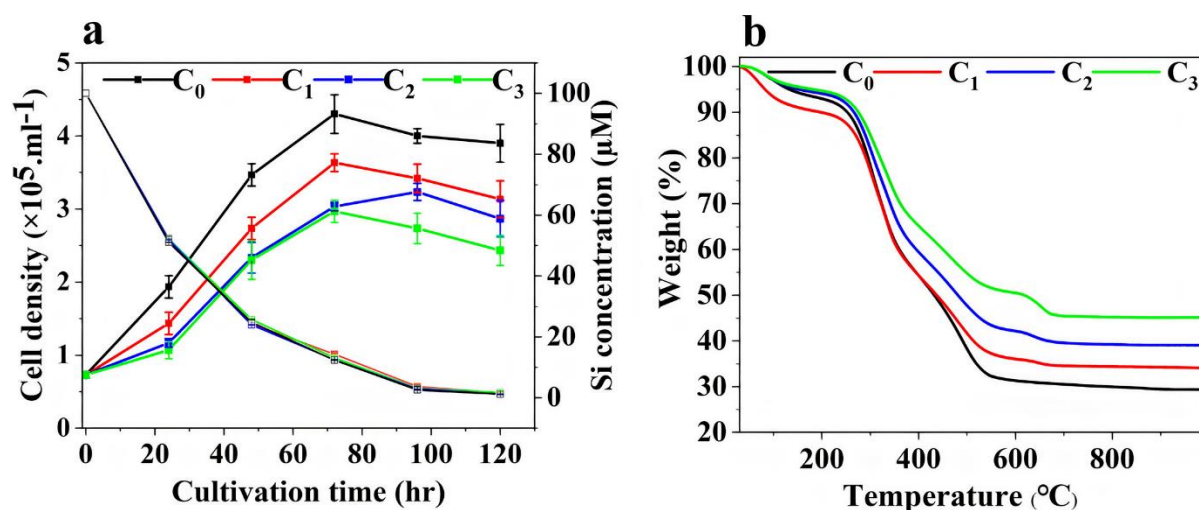 a
C₀ C₁ C₂ C₃
Cell density (×10⁵.ml⁻¹)
5
4
3
2
1
0
Si concentration (µM)
100
80
60
40
20
0
0 20 40 60 80 100 120
Cultivation time (hr)
b
C₀ C₁ C₂ C₃
Weight (%)
100
90
80
70
60
50
40
30
20
200 400 600 800
Temperature (°C)